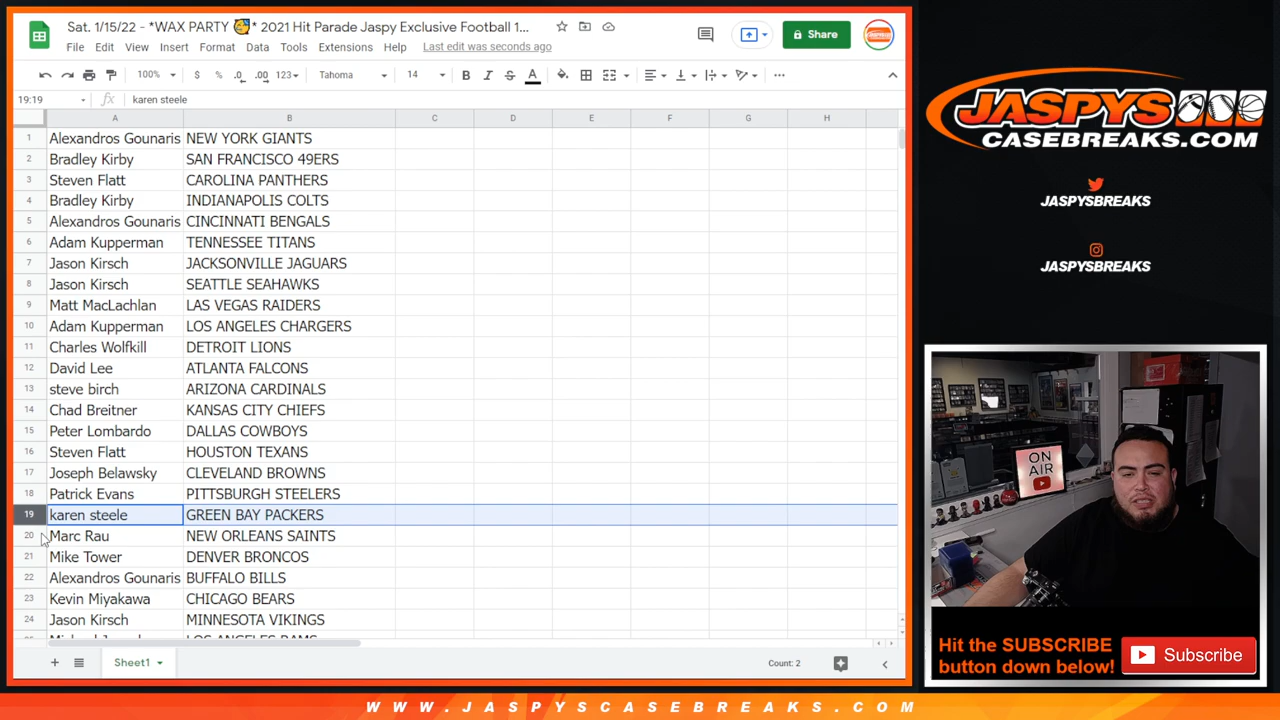 Sat. 1/15/22 - *WAX PARTY 🥳* 2021 Hit Parade Jaspy Exclusive Football 1...
File Edit View Insert Format Data Tools Extensions Help Last edit was seconds ago
Share
100% $ % .0 .00 123 Tahoma 14 B I S A
19:19 fx karen steele
A B C D E F G H
1 Alexandros Gounaris NEW YORK GIANTS
2 Bradley Kirby SAN FRANCISCO 49ERS
3 Steven Flatt CAROLINA PANTHERS
4 Bradley Kirby INDIANAPOLIS COLTS
5 Alexandros Gounaris CINCINNATI BENGALS
6 Adam Kupperman TENNESSEE TITANS
7 Jason Kirsch JACKSONVILLE JAGUARS
8 Jason Kirsch SEATTLE SEAHAWKS
9 Matt MacLachlan LAS VEGAS RAIDERS
10 Adam Kupperman LOS ANGELES CHARGERS
11 Charles Wolfkill DETROIT LIONS
12 David Lee ATLANTA FALCONS
13 steve birch ARIZONA CARDINALS
14 Chad Breitner KANSAS CITY CHIEFS
15 Peter Lombardo DALLAS COWBOYS
16 Steven Flatt HOUSTON TEXANS
17 Joseph Belawsky CLEVELAND BROWNS
18 Patrick Evans PITTSBURGH STEELERS
19 karen steele GREEN BAY PACKERS
20 Marc Rau NEW ORLEANS SAINTS
21 Mike Tower DENVER BRONCOS
22 Alexandros Gounaris BUFFALO BILLS
23 Kevin Miyakawa CHICAGO BEARS
24 Jason Kirsch MINNESOTA VIKINGS
LOS ANGELES RAMS
Sheet1
Count: 2
JASPYS
CASEBREAKS.COM
JASPYSBREAKS
JASPYSBREAKS
ON
AIR
Hit the SUBSCRIBE
button down below!
Subscribe
WWW.JASPYSCASEBREAKS.COM